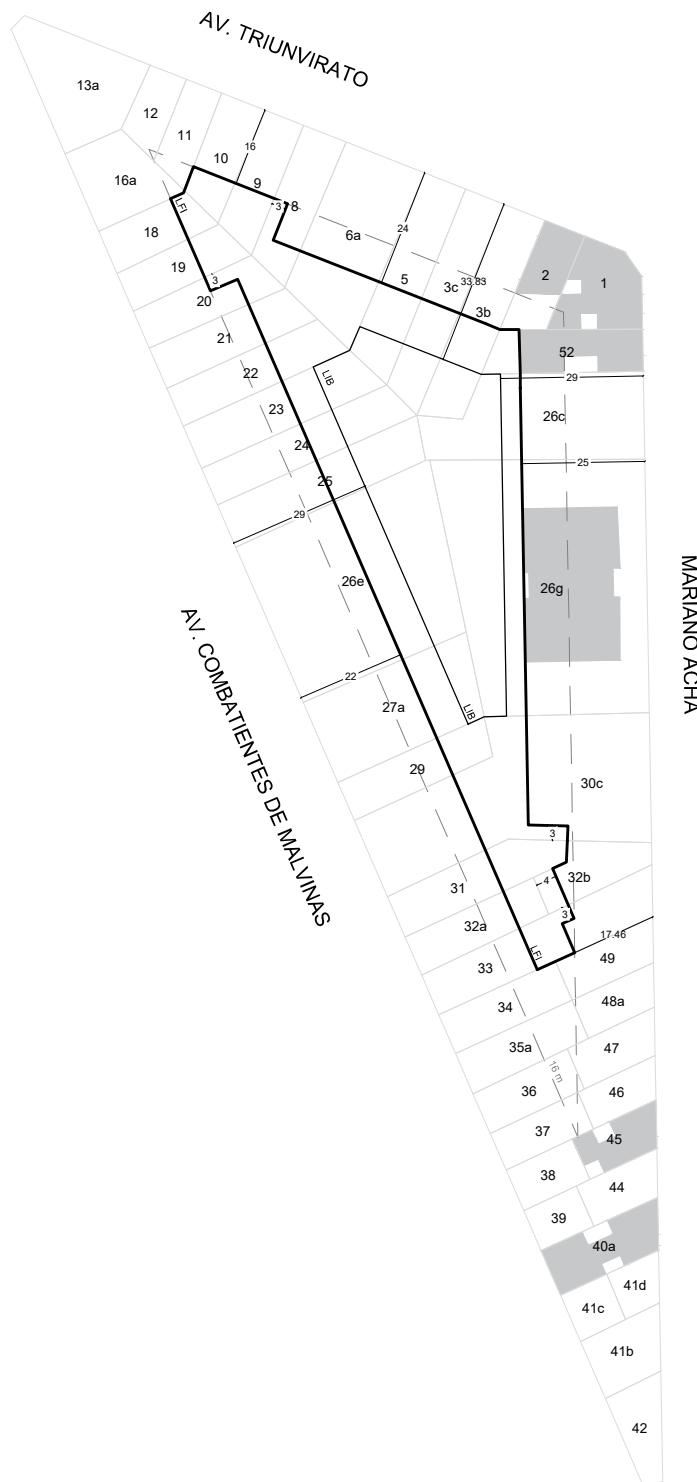 AV. TRIUNVIRATO
13a
12
11
10
16
9
3
8
16a
LFI
18
19
3
20
6a
24
5
3c
33.83
3b
2
1
52
29
26c
25
21
22
23
24
25
LIB
29
26e
26g
MARIANO ACHA
AV. COMBATIENTES DE MALVINAS
22
27a
LIB
29
30c
3
31
4
32b
32a
3
17.46
LFI
33
49
34
48a
35a
47
16 m
36
46
37
45
38
44
39
40a
41d
41c
41b
42